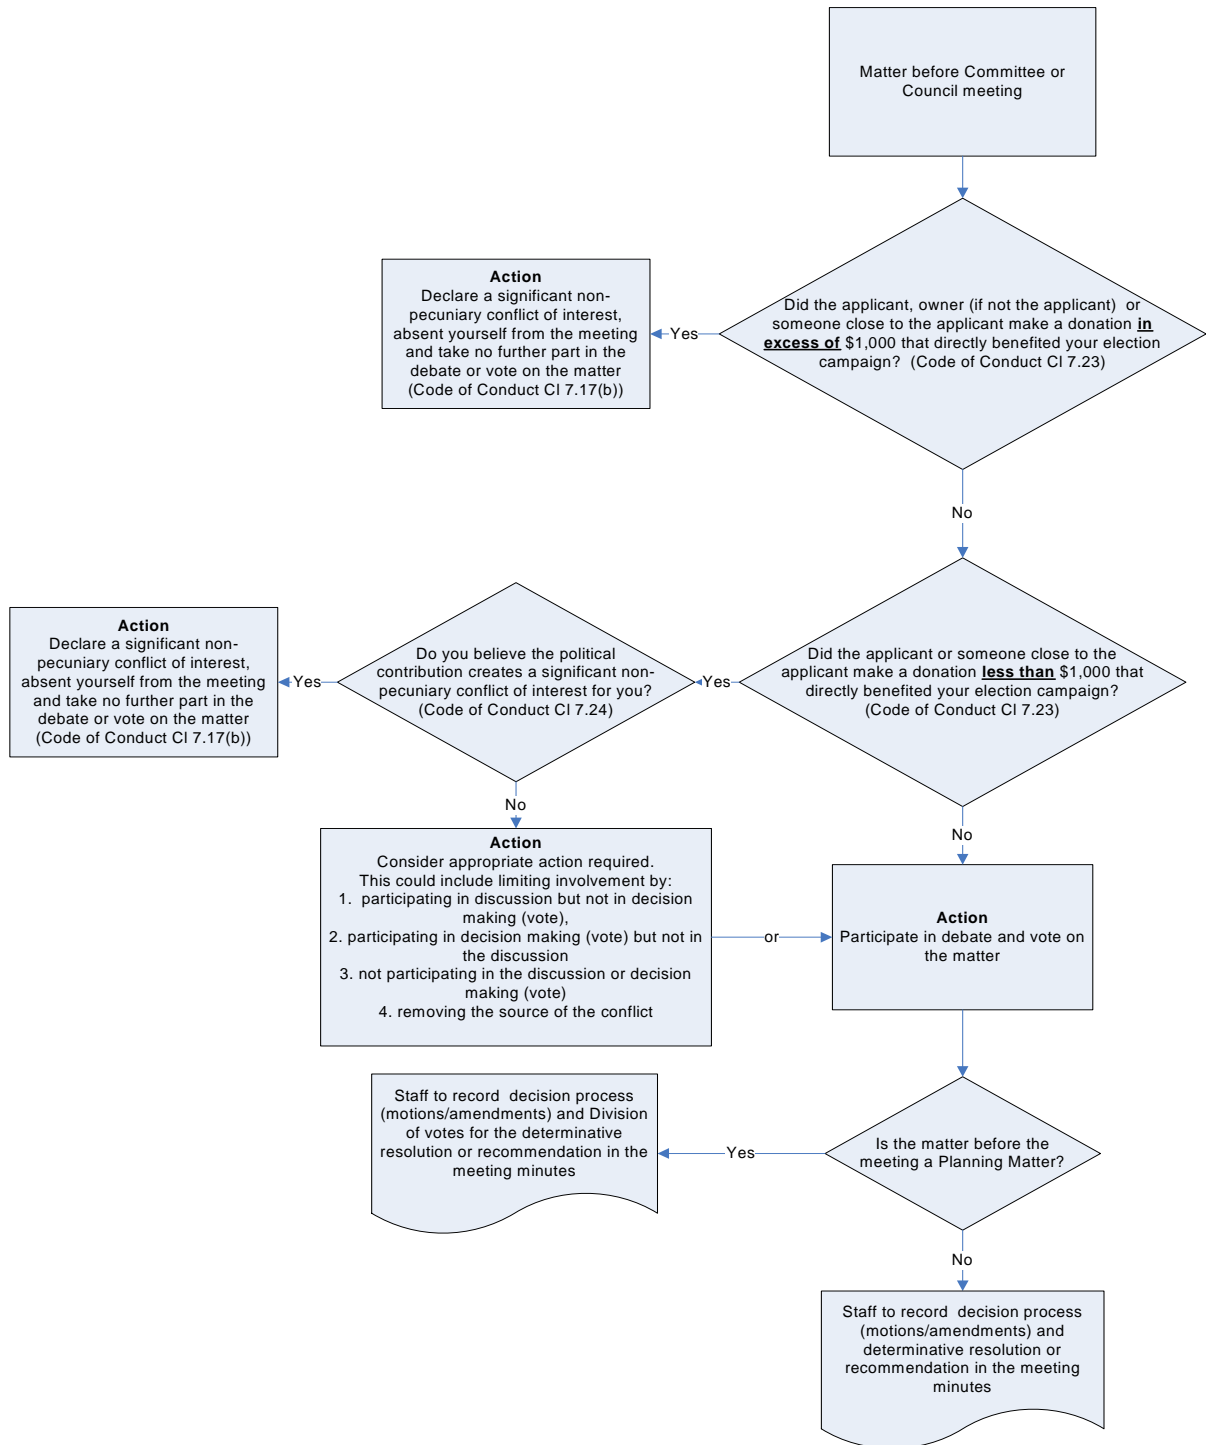 Matter before Committee or
Council meeting
Did the applicant, owner (if not the applicant)  or
someone close to the applicant make a donation in
excess of $1,000 that directly benefited your election
campaign?  (Code of Conduct Cl 7.23)
Yes
Action
Declare a significant non-
pecuniary conflict of interest,
absent yourself from the meeting
and take no further part in the
debate or vote on the matter
(Code of Conduct Cl 7.17(b))
No
Did the applicant or someone close to the
applicant make a donation less than $1,000 that
directly benefited your election campaign?
(Code of Conduct Cl 7.23)
Yes
Do you believe the political
contribution creates a significant non-
pecuniary conflict of interest for you?
(Code of Conduct Cl 7.24)
Yes
Action
Declare a significant non-
pecuniary conflict of interest,
absent yourself from the meeting
and take no further part in the
debate or vote on the matter
(Code of Conduct Cl 7.17(b))
No
Action
Consider appropriate action required.
This could include limiting involvement by:
1.  participating in discussion but not in decision
making (vote),
2. participating in decision making (vote) but not in
the discussion
3. not participating in the discussion or decision
making (vote)
4. removing the source of the conflict
or
No
Action
Participate in debate and vote on
the matter
Is the matter before the
meeting a Planning Matter?
Yes
Staff to record  decision process
(motions/amendments) and Division
of votes for the determinative
resolution or recommendation in the
meeting minutes
No
Staff to record  decision process
(motions/amendments) and
determinative resolution or
recommendation in the meeting
minutes